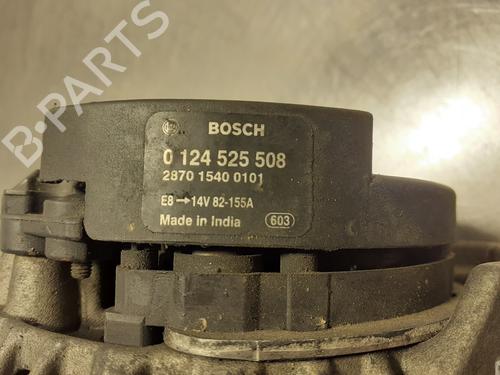 BOSCH
0 124 525 508
2870 1540 0101
E8→14V 82-155A
Made in India 603
B-PARTS